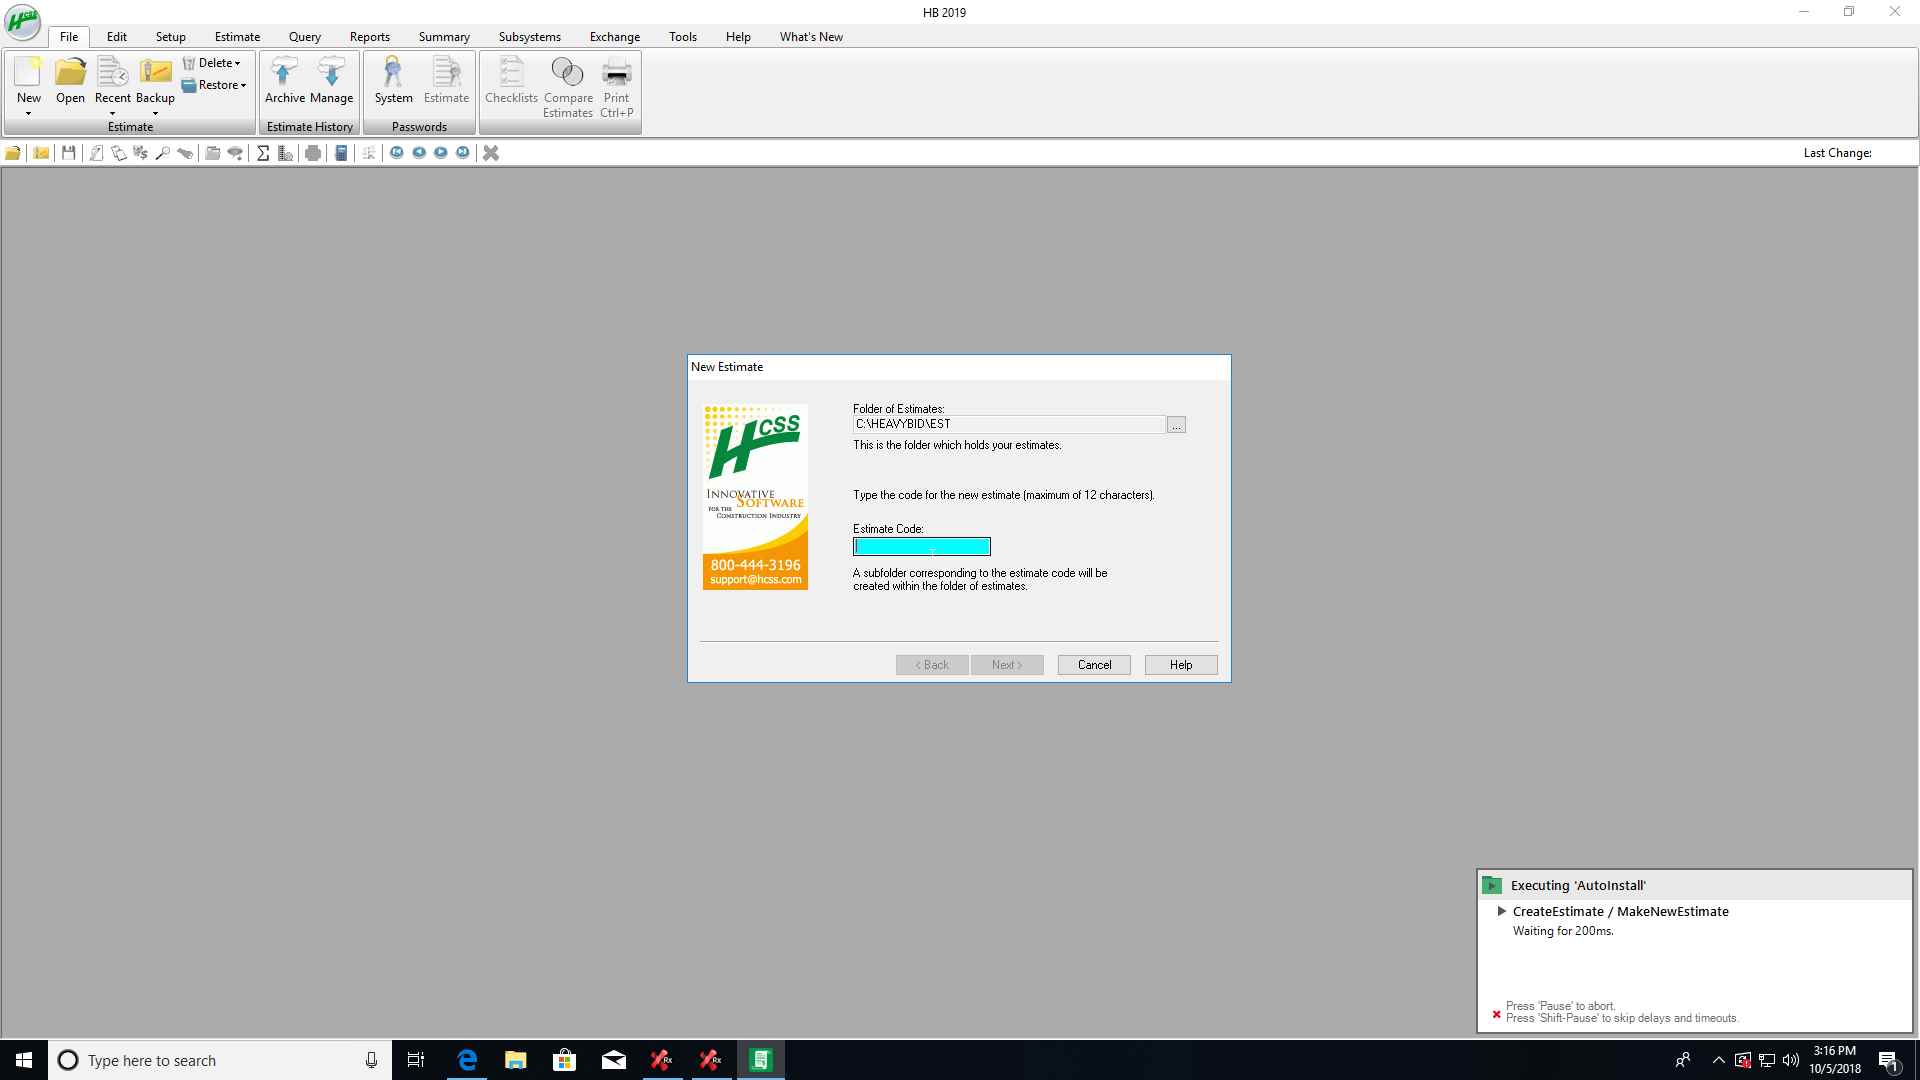 HB 2019
File Edit Setup Estimate Query Reports Summary Subsystems Exchange Tools Help What's New
New Open Recent Backup Delete Restore Archive Manage System Estimate Checklists Compare Estimates Print Ctrl+P
Estimate Estimate History Passwords
Last Change:
New Estimate
Folder of Estimates:
C:\HEAVYBID\EST
...
This is the folder which holds your estimates.
Type the code for the new estimate (maximum of 12 characters).
Estimate Code:
A subfolder corresponding to the estimate code will be
created within the folder of estimates.
HCSS
INNOVATIVE
SOFTWARE
FOR THE
CONSTRUCTION INDUSTRY
800-444-3196
support@hcss.com
< Back Next > Cancel Help
Executing 'AutoInstall'
CreateEstimate / MakeNewEstimate
Waiting for 200ms.
Press 'Pause' to abort.
Press 'Shift-Pause' to skip delays and timeouts.
Type here to search
3:16 PM
10/5/2018
1